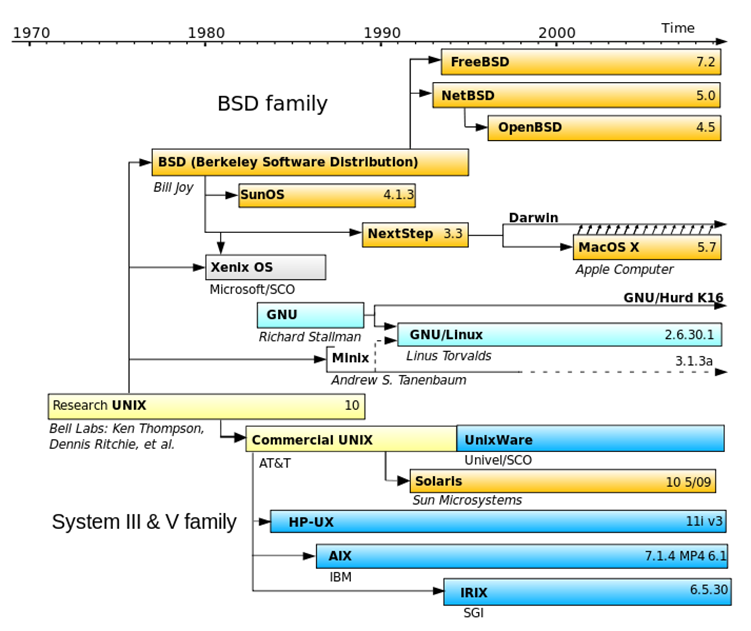 1970 1980 1990 2000 Time
FreeBSD 7.2
BSD family
NetBSD 5.0
OpenBSD 4.5
BSD (Berkeley Software Distribution)
Bill Joy
SunOS 4.1.3
Darwin
NextStep 3.3
MacOS X 5.7
Apple Computer
Xenix OS
Microsoft/SCO
GNU/Hurd K16
GNU
Richard Stallman
GNU/Linux 2.6.30.1
Linus Torvalds
Minix 3.1.3a
Andrew S. Tanenbaum
Research UNIX 10
Bell Labs: Ken Thompson,
Dennis Ritchie, et al.
Commercial UNIX UnixWare
AT&T Univel/SCO
Solaris 10 5/09
Sun Microsystems
System III & V family
HP-UX 11i v3
AIX 7.1.4 MP4 6.1
IBM
IRIX 6.5.30
SGI